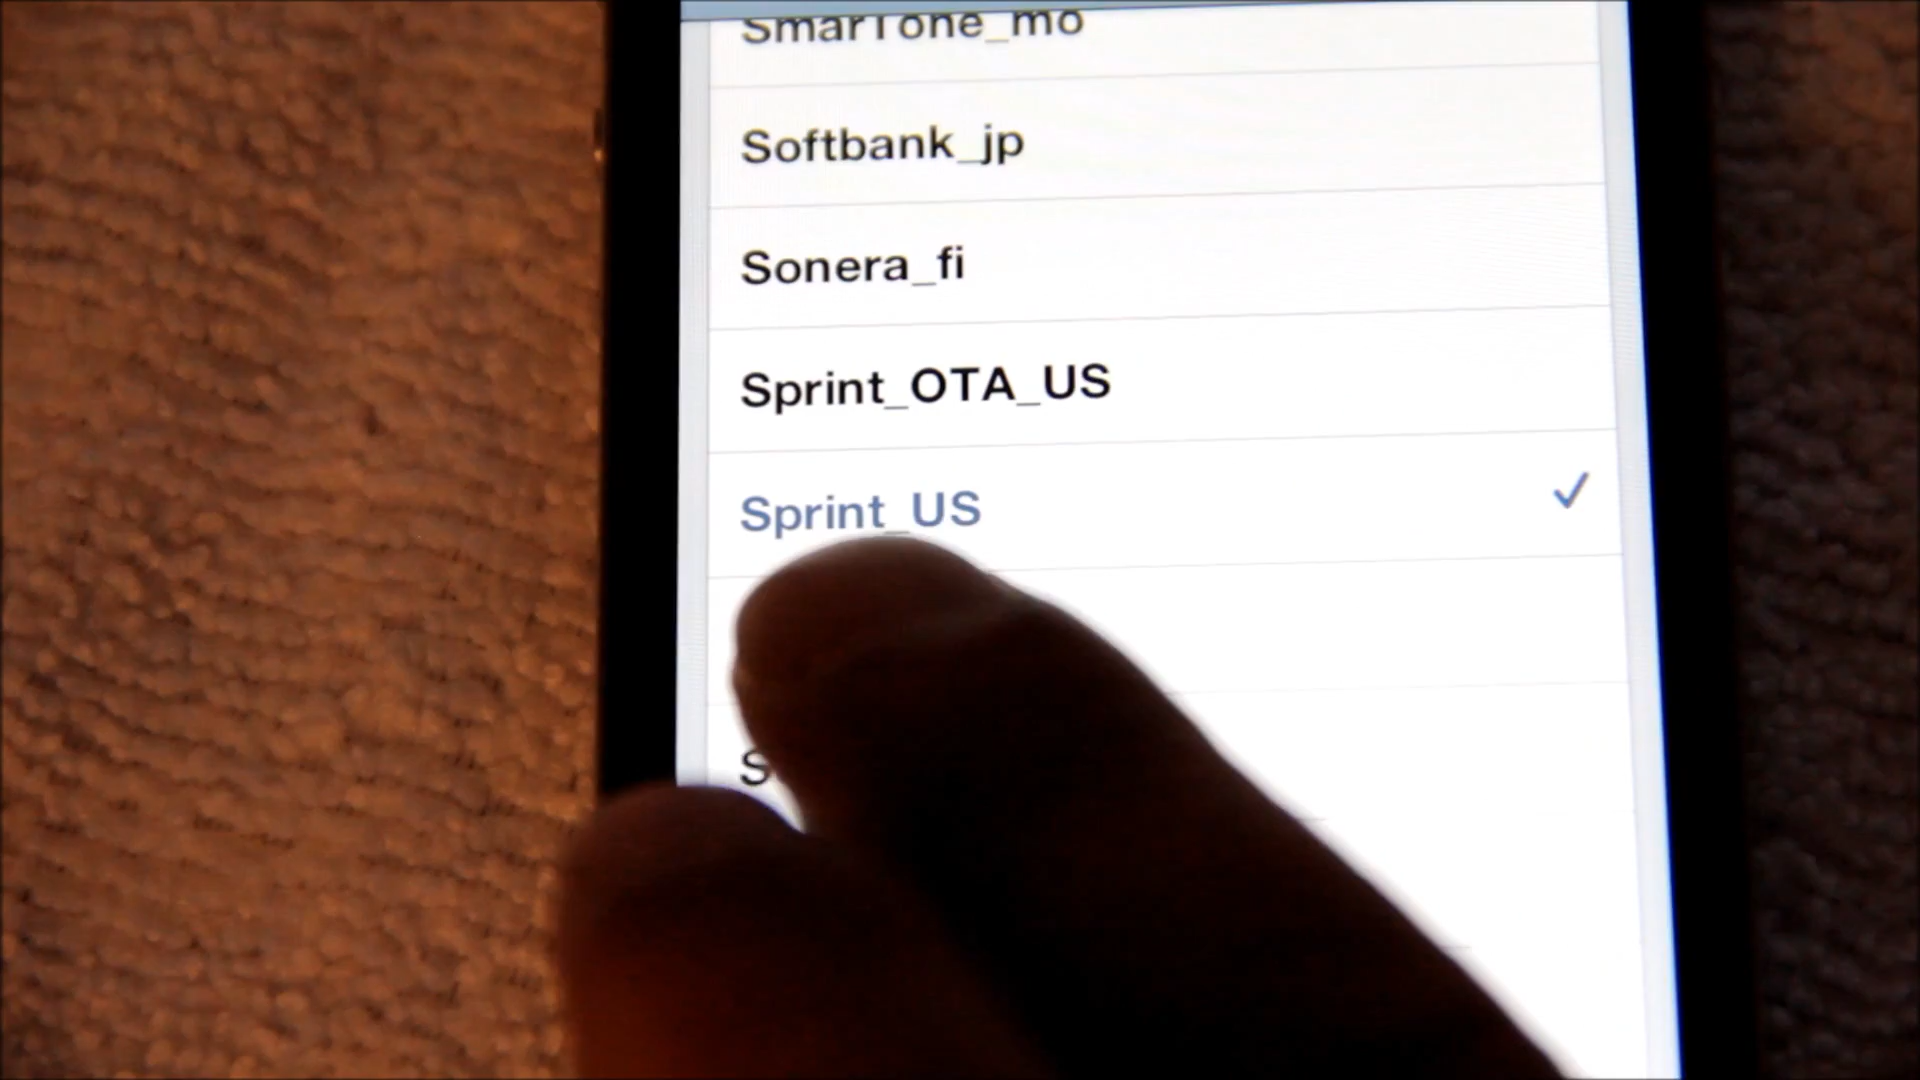 SmarTone_mo
Softbank_jp
Sonera_fi
Sprint_OTA_US
Sprint_US